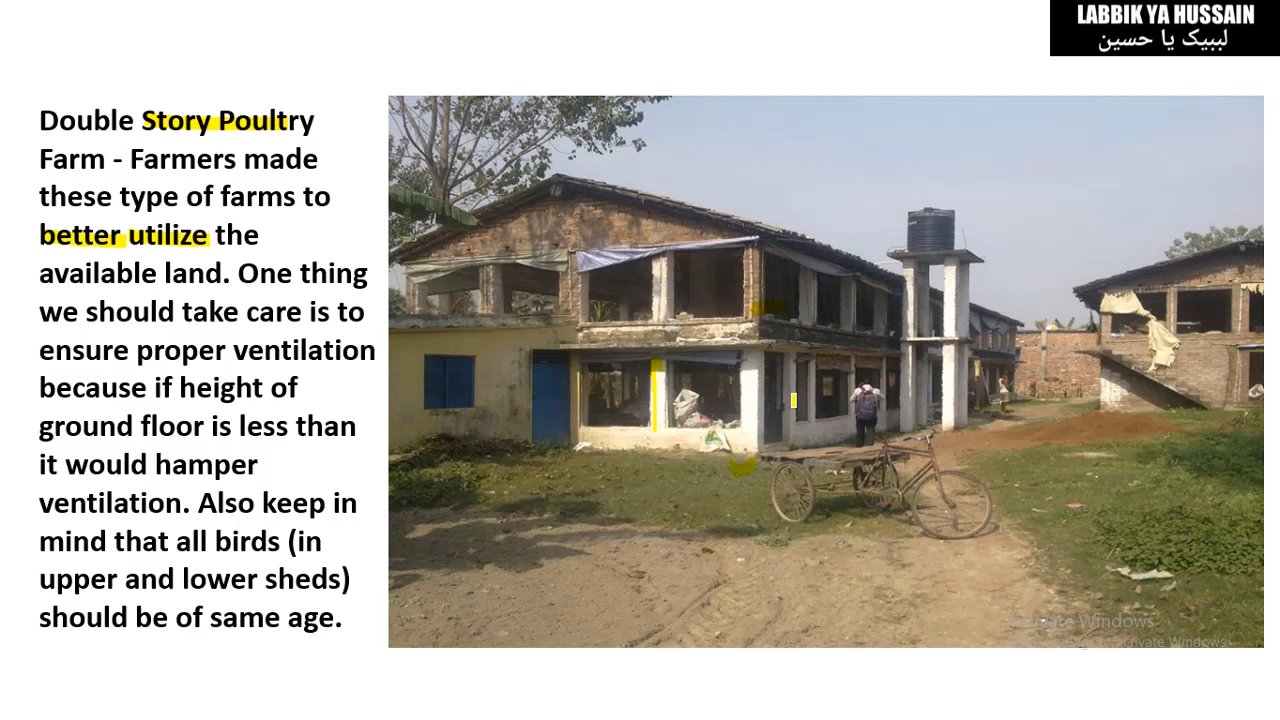 LABBIK YA HUSSAIN
لبیک یا حسین
Double Story Poultry
Farm - Farmers made
these type of farms to
better utilize the
available land. One thing
we should take care is to
ensure proper ventilation
because if height of
ground floor is less than
it would hamper
ventilation. Also keep in
mind that all birds (in
upper and lower sheds)
should be of same age.
Activate Windows